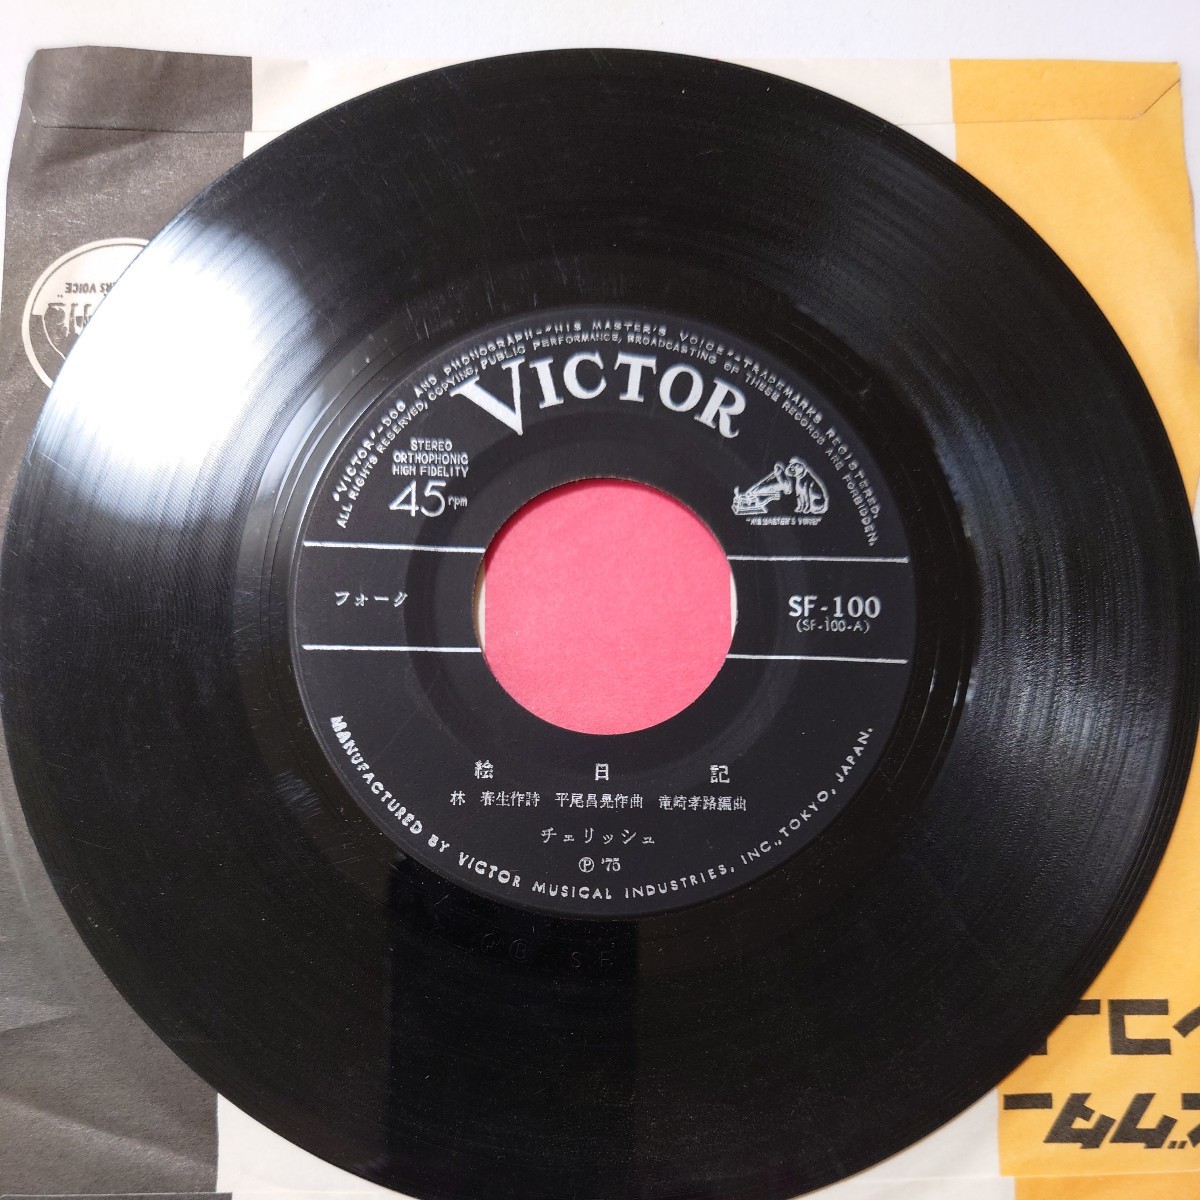 "VICTOR"-DOG AND PHONOGRAPH-"HIS MASTER'S VOICE"-TRADEMARKS REGISTERED.
ALL RIGHTS RESERVED, COPYING, PUBLIC PERFORMANCE, BROADCASTING OF THESE RECORDS ARE FORBIDDEN.
VICTOR
STEREO
ORTHOPHONIC
HIGH FIDELITY
45 rpm
"HIS MASTER'S VOICE"
フォーク
SF-100
(SF-100-A)
絵日記
林 春生作詩 平尾昌晃作曲 竜崎孝路編曲
チェリッシュ
Ⓟ '75
MANUFACTURED BY VICTOR MUSICAL INDUSTRIES, INC., TOKYO, JAPAN.
S F